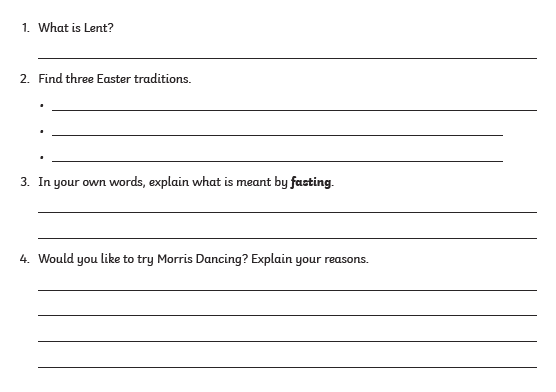 1. What is Lent?
2. Find three Easter traditions.
•
•
•
3. In your own words, explain what is meant by fasting.
4. Would you like to try Morris Dancing? Explain your reasons.